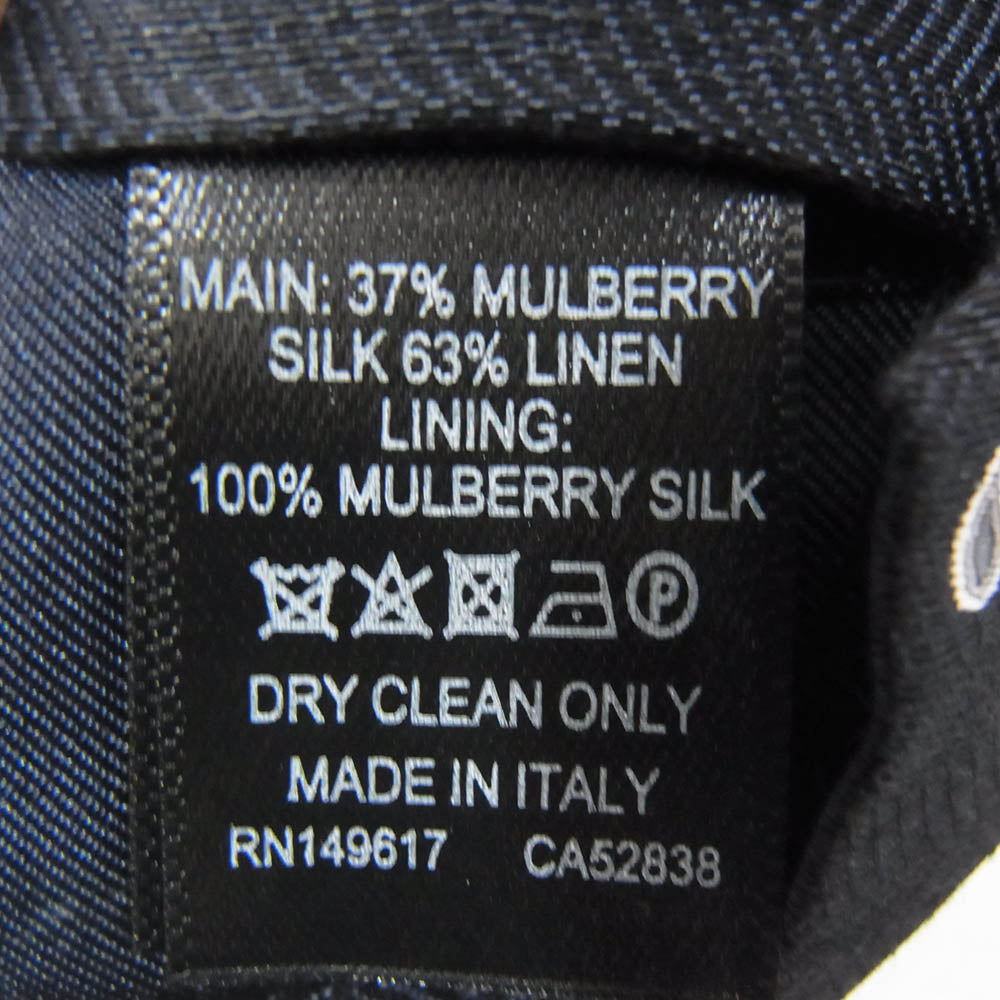 MAIN: 37% MULBERRY
SILK 63% LINEN
LINING:
100% MULBERRY SILK
P
DRY CLEAN ONLY
MADE IN ITALY
RN149617 CA52838